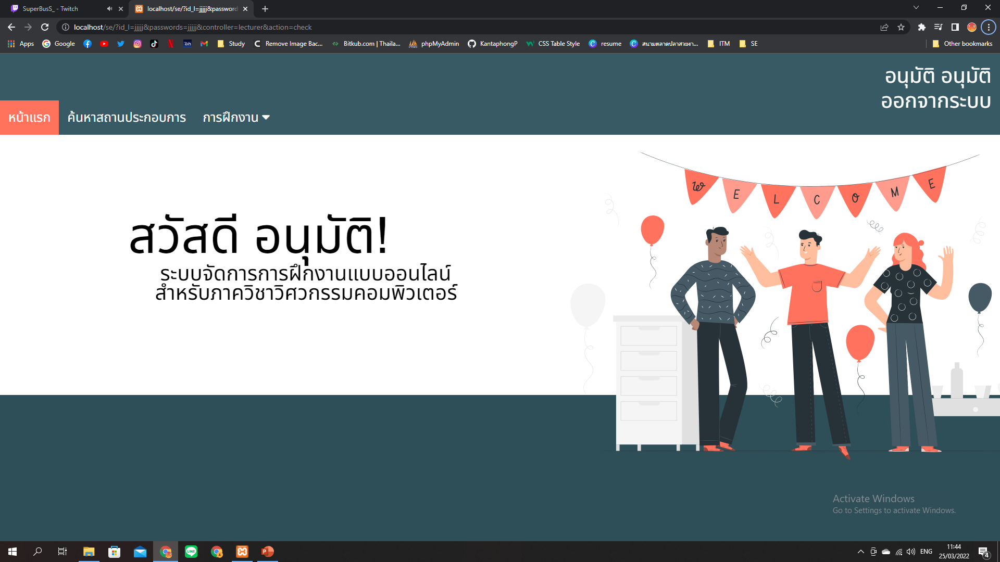 SuperBusS_ - Twitch
localhost/se/?id_l=jjjjj&password
localhost/se/?id_l=jjjjj&passwords=jjjjj&controller=lecturer&action=check
Apps Google Study Remove Image Bac... Bitkub.com | Thaila... phpMyAdmin KantaphongP CSS Table Style resume สนามตลาดปลาสวยงา... ITM SE Other bookmarks
อนุมัติ อนุมัติ
ออกจากระบบ
หน้าแรก ค้นหาสถานประกอบการ การฝึกงาน
WELCOME
สวัสดี อนุมัติ!
ระบบจัดการการฝึกงานแบบออนไลน์
สำหรับภาควิชาวิศวกรรมคอมพิวเตอร์
Activate Windows
Go to Settings to activate Windows.
ENG
11:44
25/03/2022
4